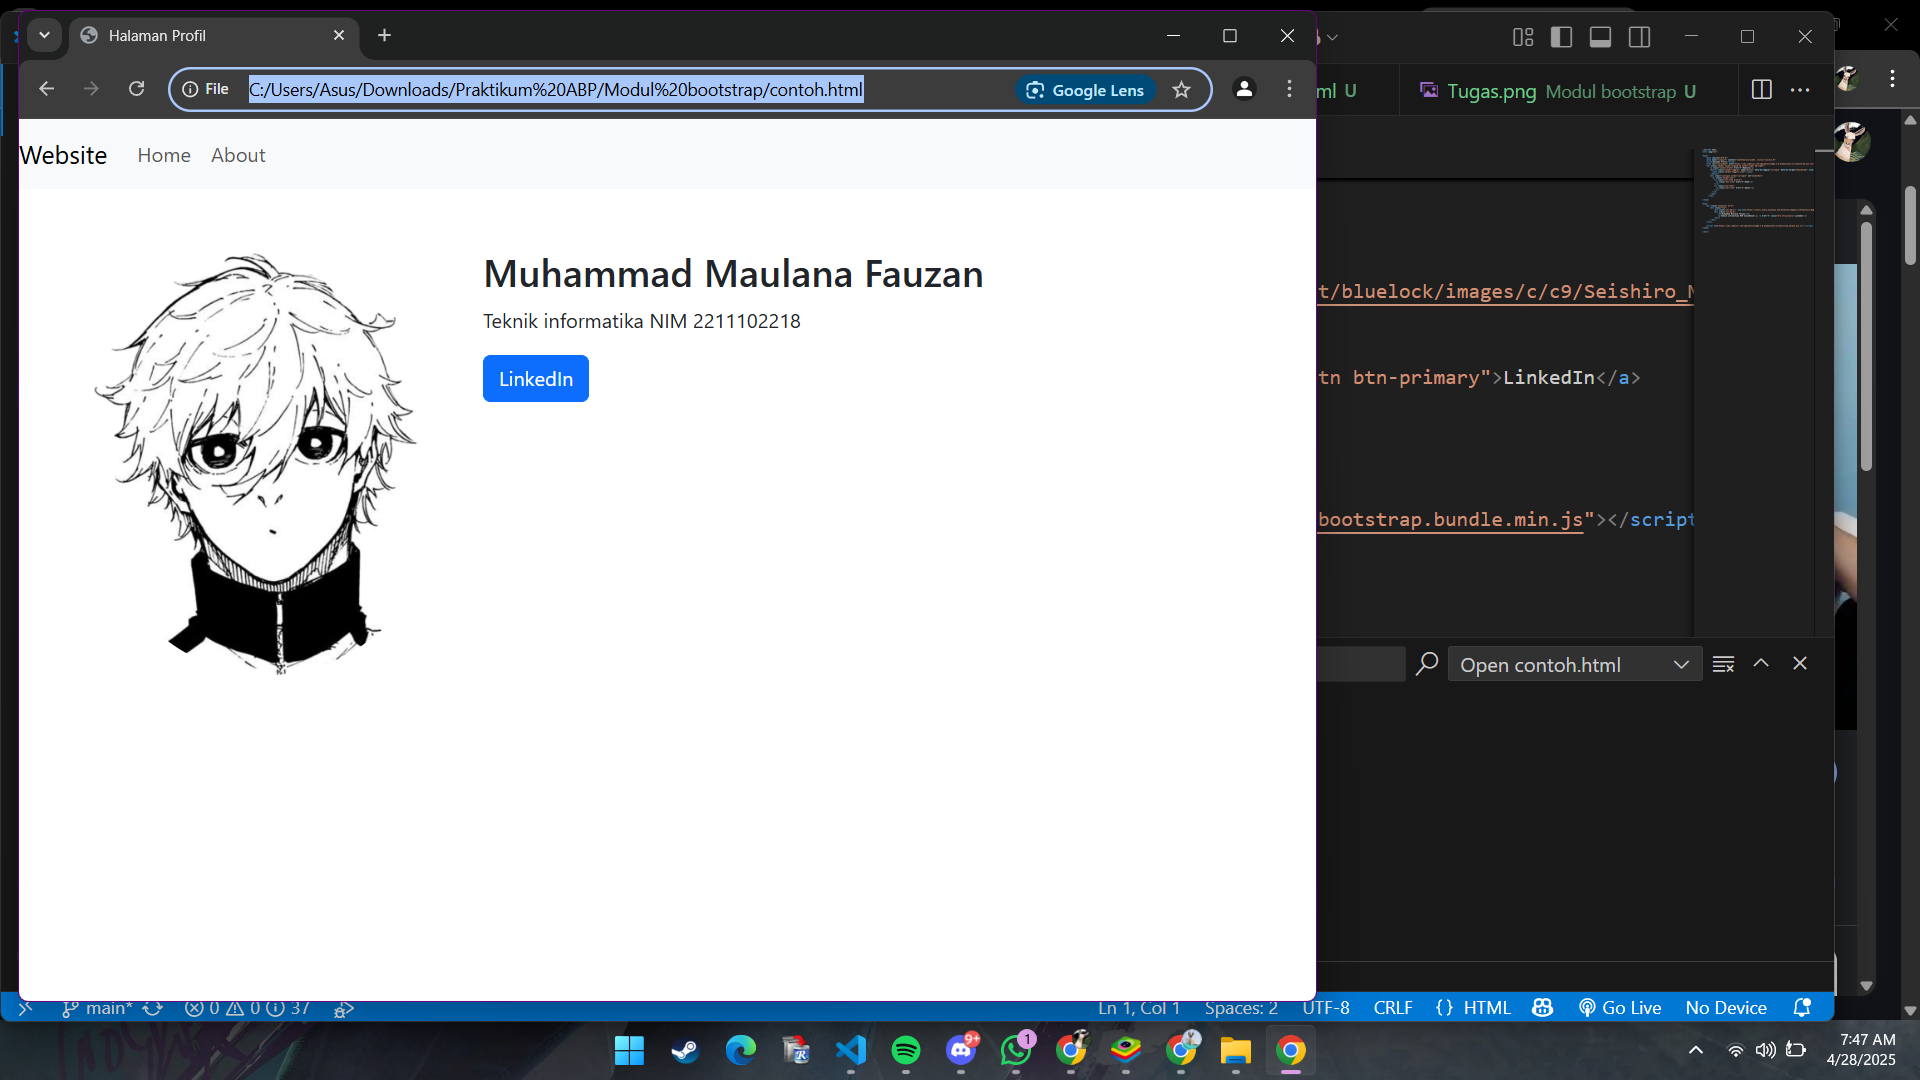 Halaman Profil
File
C:/Users/Asus/Downloads/Praktikum%20ABP/Modul%20bootstrap/contoh.html
Google Lens
Website Home About
Muhammad Maulana Fauzan
Teknik informatika NIM 2211102218
LinkedIn
ml U
Tugas.png Modul bootstrap U
t/bluelock/images/c/c9/Seishiro_
tn btn-primary">LinkedIn</a>
bootstrap.bundle.min.js"></script
Open contoh.html
main* 0 0 37
Ln 1, Col 1 Spaces: 2 UTF-8 CRLF {} HTML Go Live No Device
9+
1
7:47 AM
4/28/2025